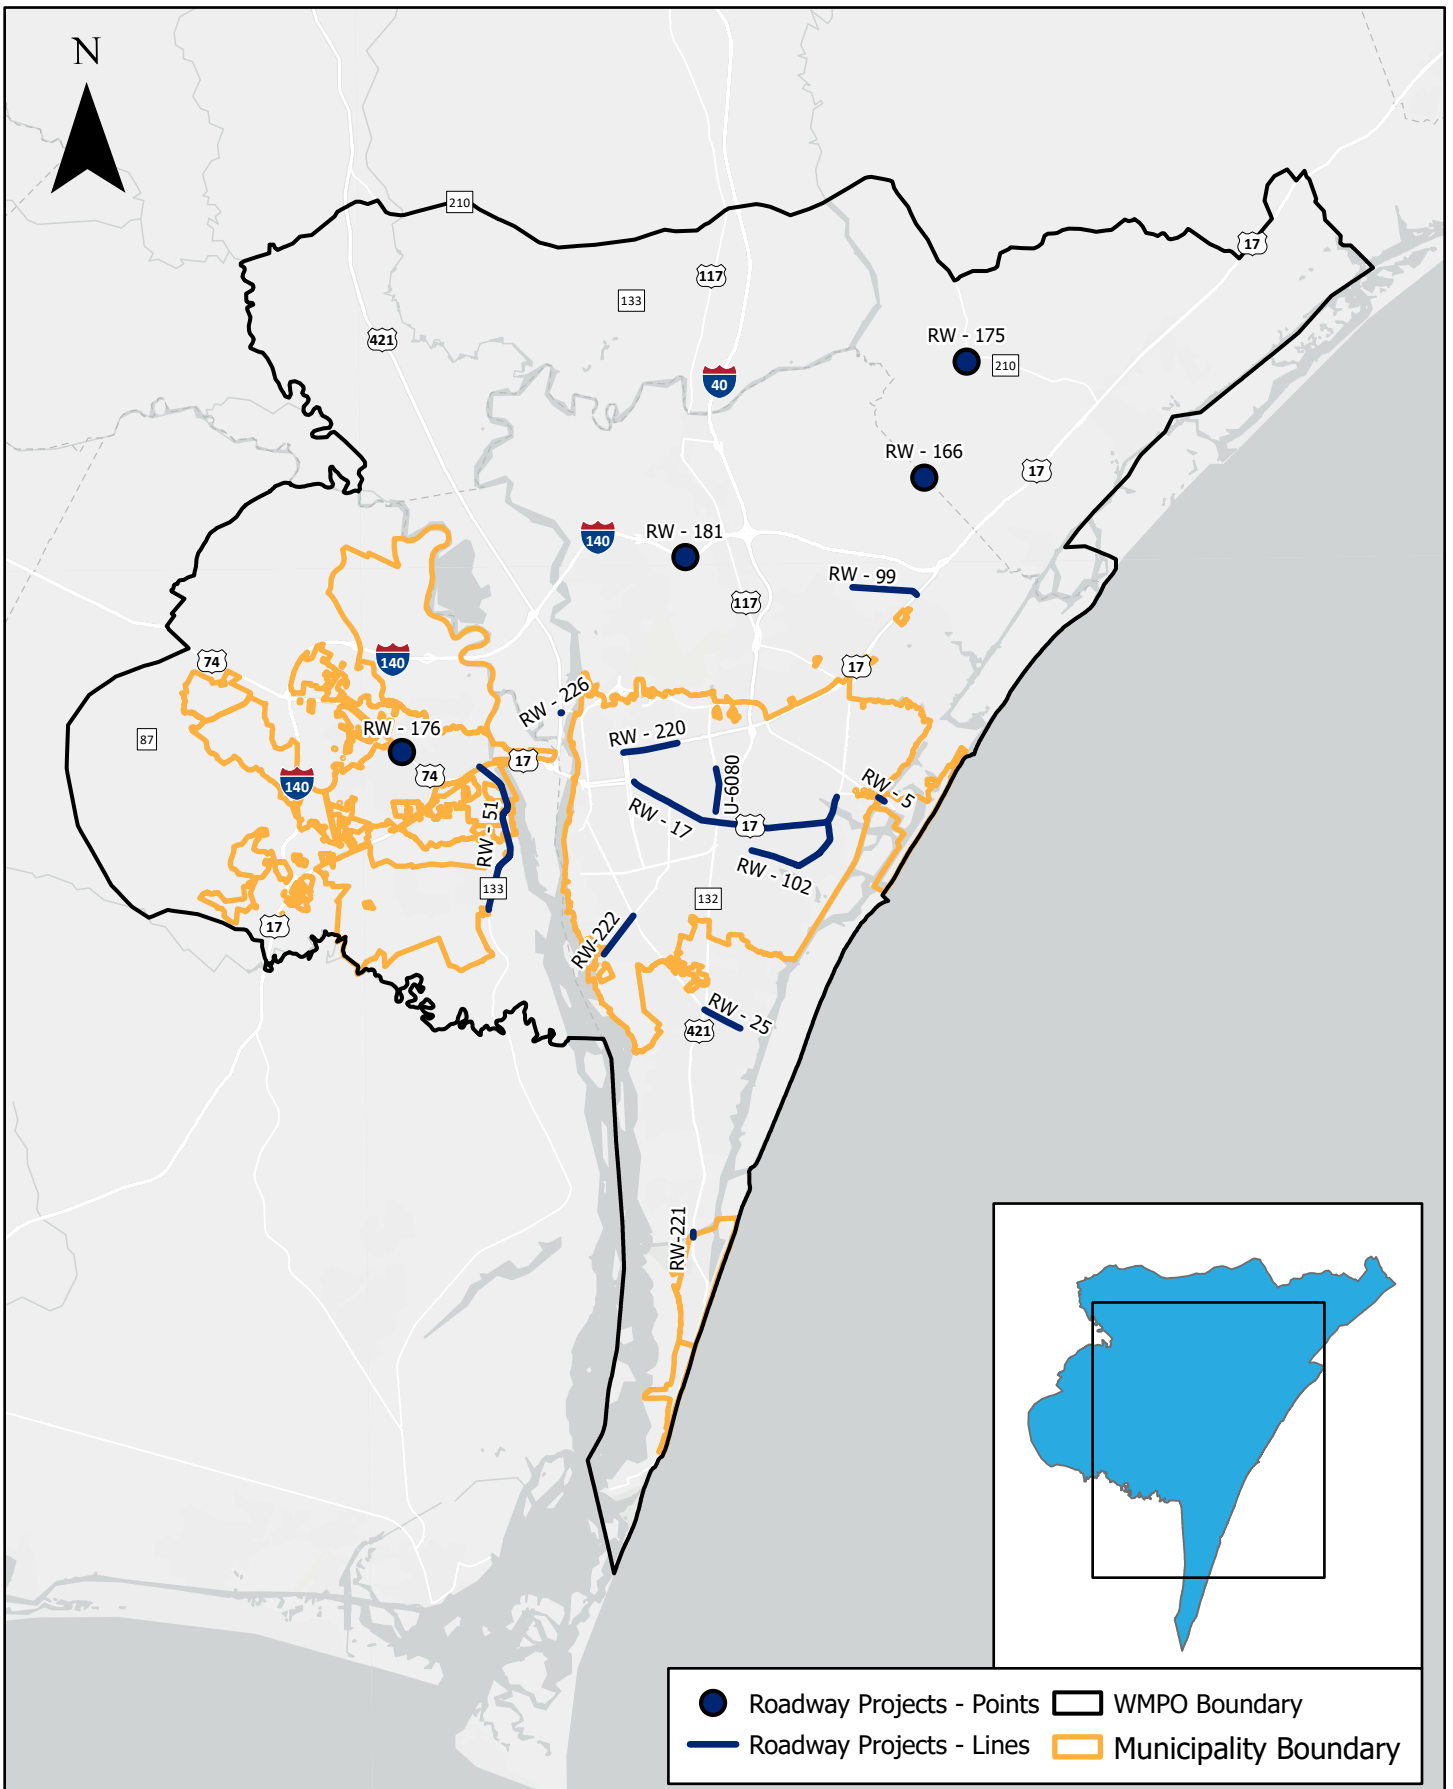 N
210
17
117
133
421
RW - 175
40
210
RW - 166
17
140
RW - 181
RW - 99
117
140
74
17
RW - 226
RW - 176
87
RW - 220
17
74
140
U-6080
RW - 5
RW - 17
17
RW - 51
RW - 102
133
132
17
RW-222
RW - 25
421
RW-221
Roadway Projects - Points
WMPO Boundary
Roadway Projects - Lines
Municipality Boundary